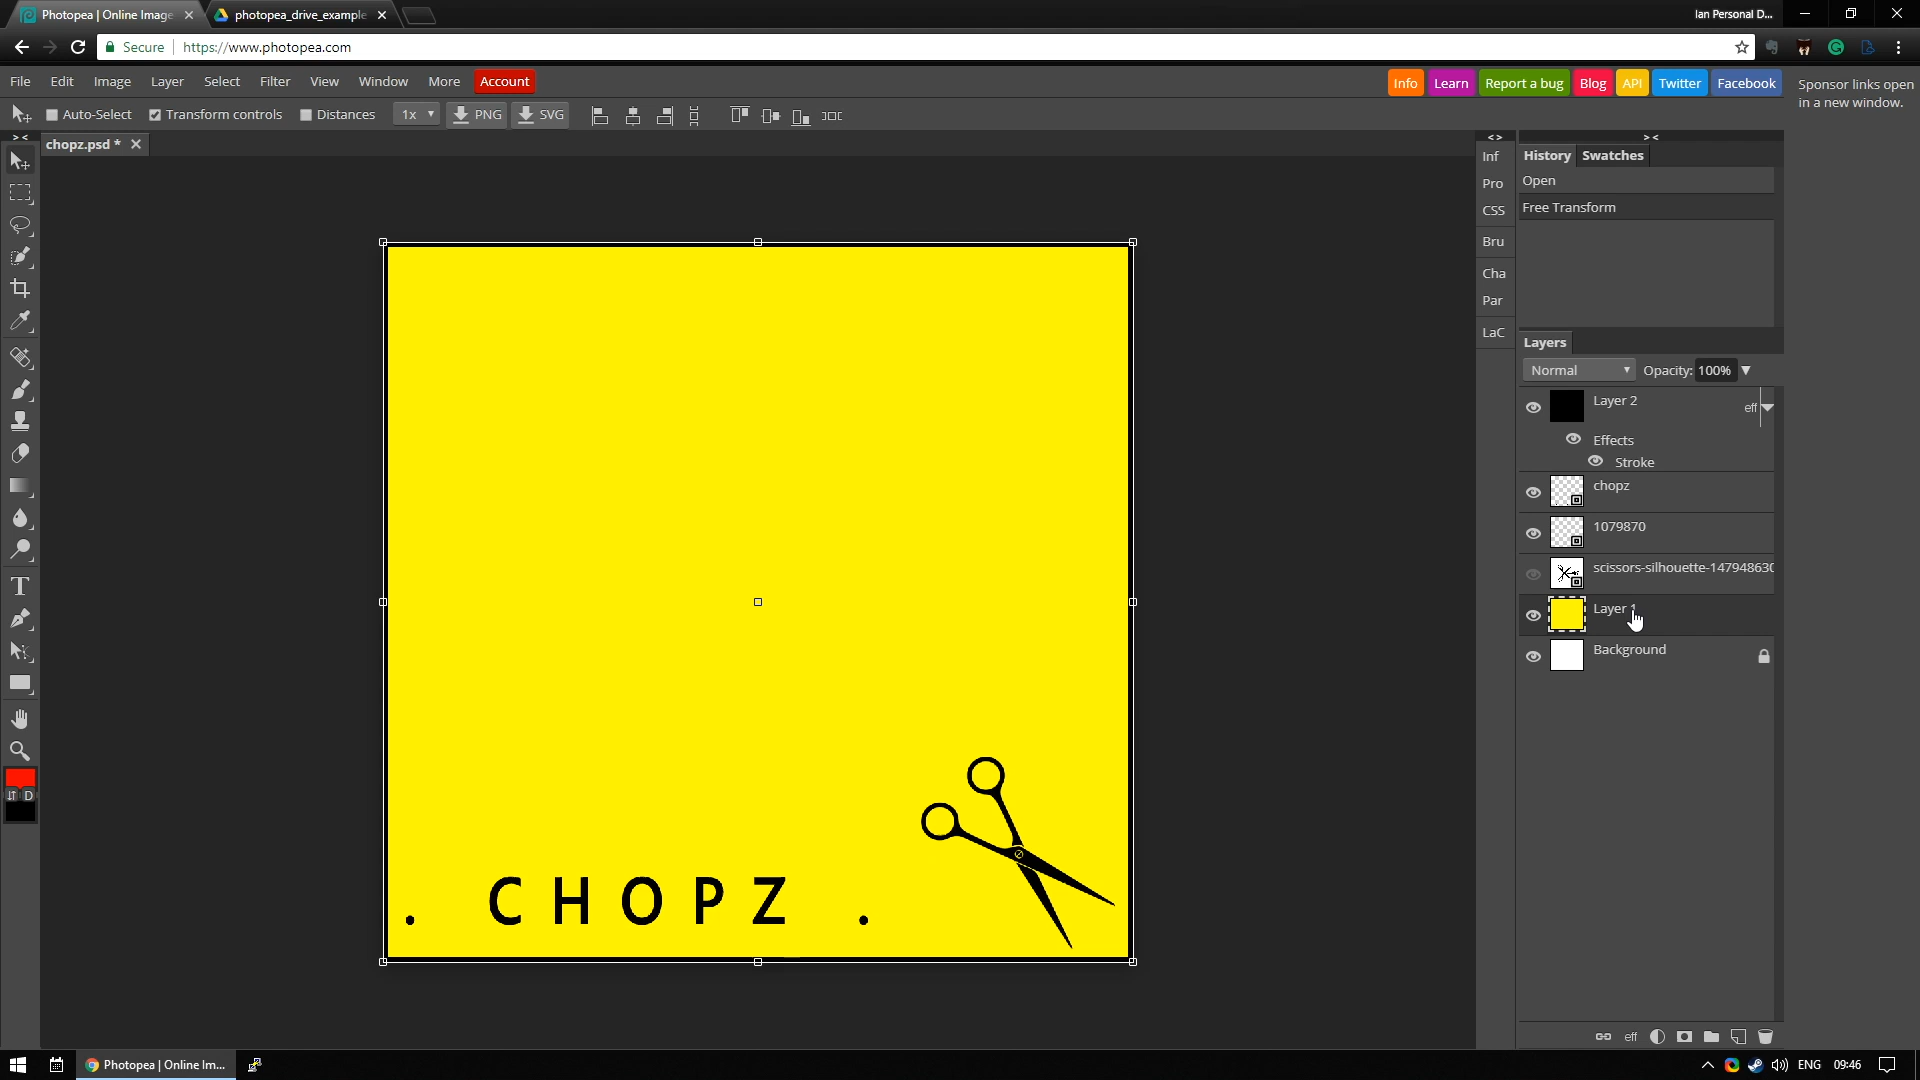 Photopea | Online Image
photopea_drive_example
Ian Personal D...
Secure
https://www.photopea.com
File Edit Image Layer Select Filter View Window More Account
Info Learn Report a bug Blog API Twitter Facebook
Sponsor links open
in a new window.
Auto-Select Transform controls Distances 1x PNG SVG
chopz.psd *
Inf
Pro
CSS
Bru
Cha
Par
LaC
History Swatches
Open
Free Transform
Layers
Normal Opacity: 100%
Layer 2 eff
Effects
Stroke
chopz
1079870
scissors-silhouette-147948630
Layer 1
Background
. C H O P Z .
T
D
eff
Photopea | Online Im...
ENG 09:46